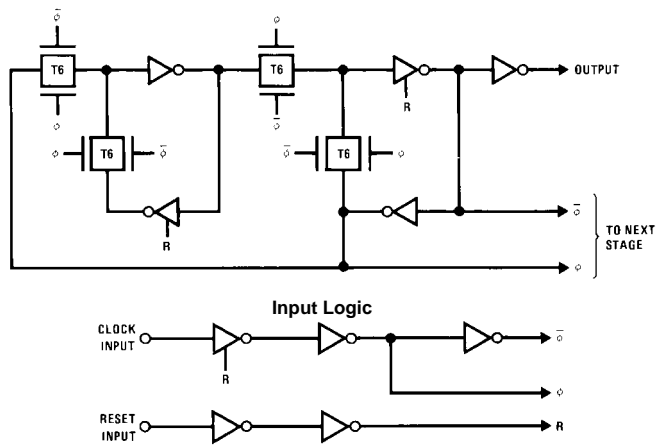 φ̅
φ
T6
T6
OUTPUT
R
φ
φ̅
φ
T6
φ̅
φ̅
T6
φ
R
φ̅
TO NEXT
STAGE
φ
Input Logic
CLOCK
INPUT
φ̅
R
φ
RESET
INPUT
R